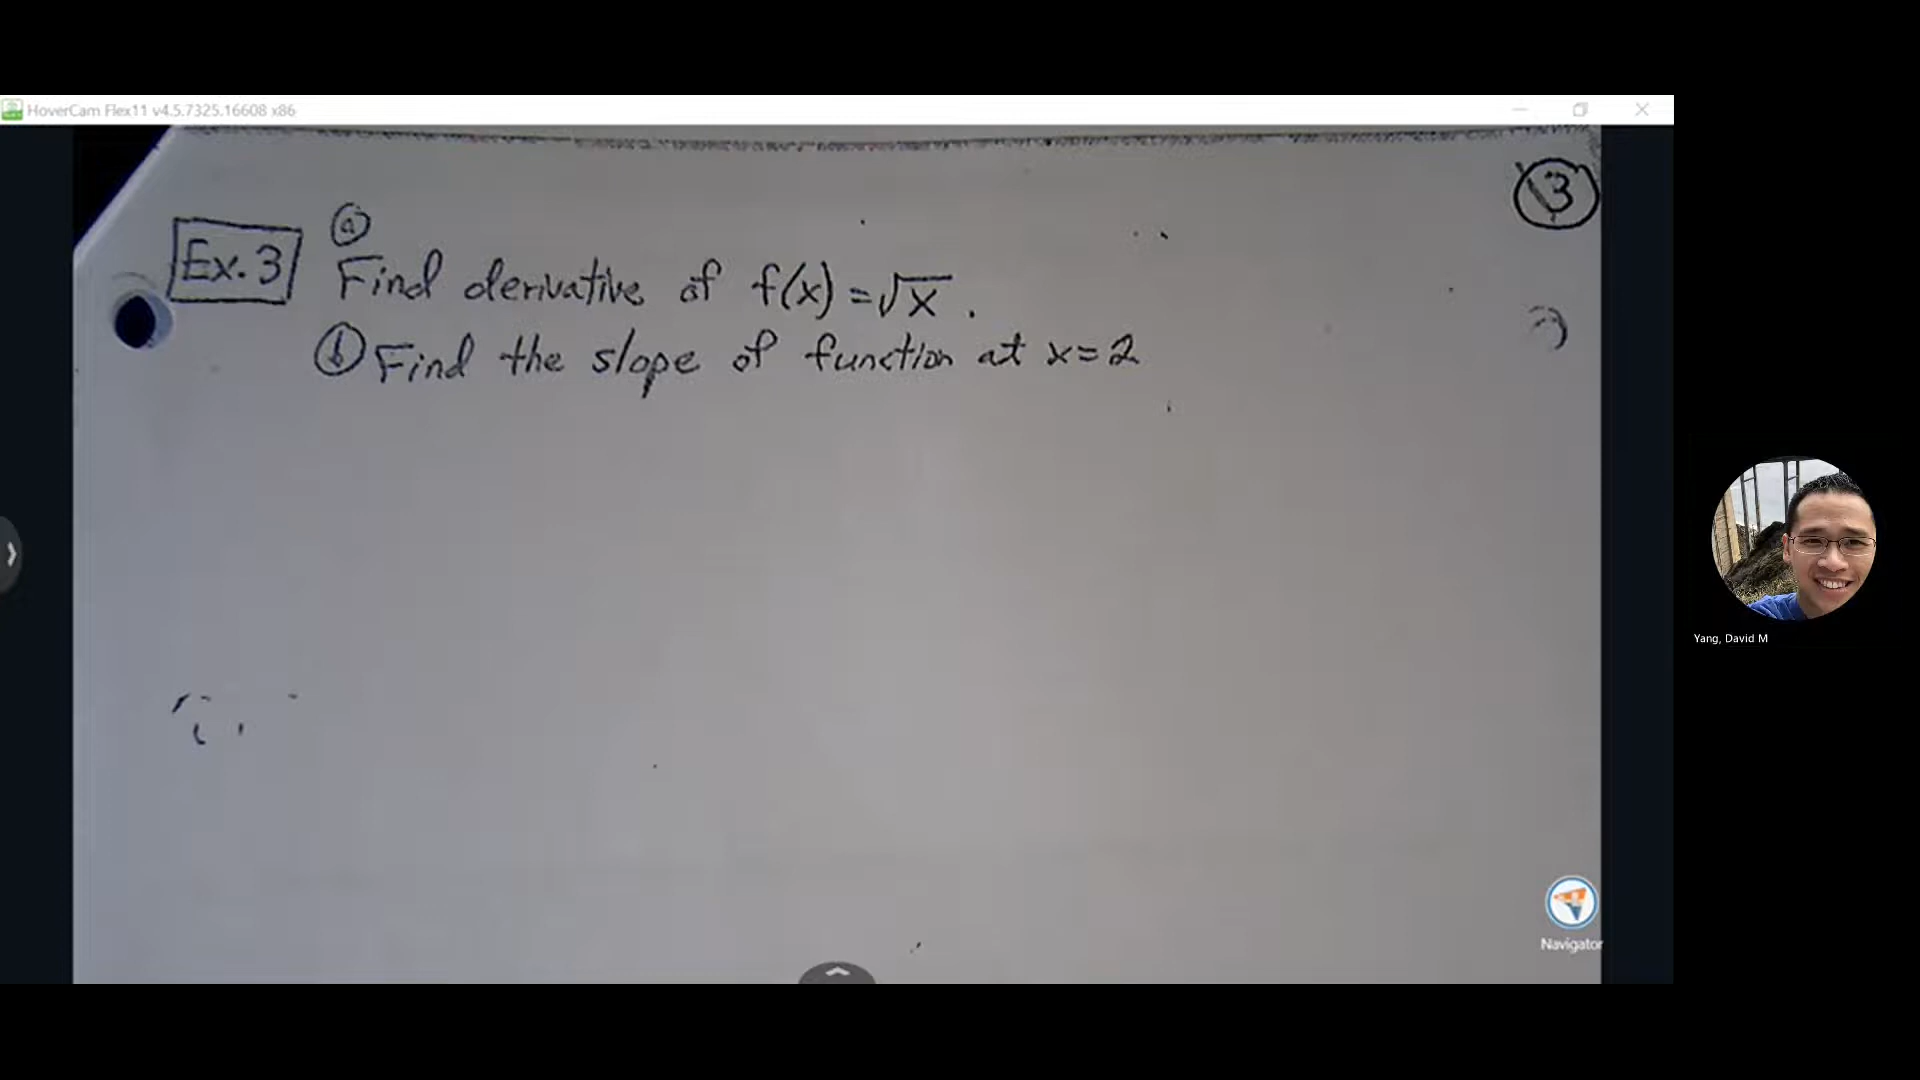 HoverCam Flex11 v4.5.7325.16608 x86
3
a
Ex. 3 Find derivative of f(x) = √x .
b Find the slope of function at x = 2
Yang, David M
Navigator